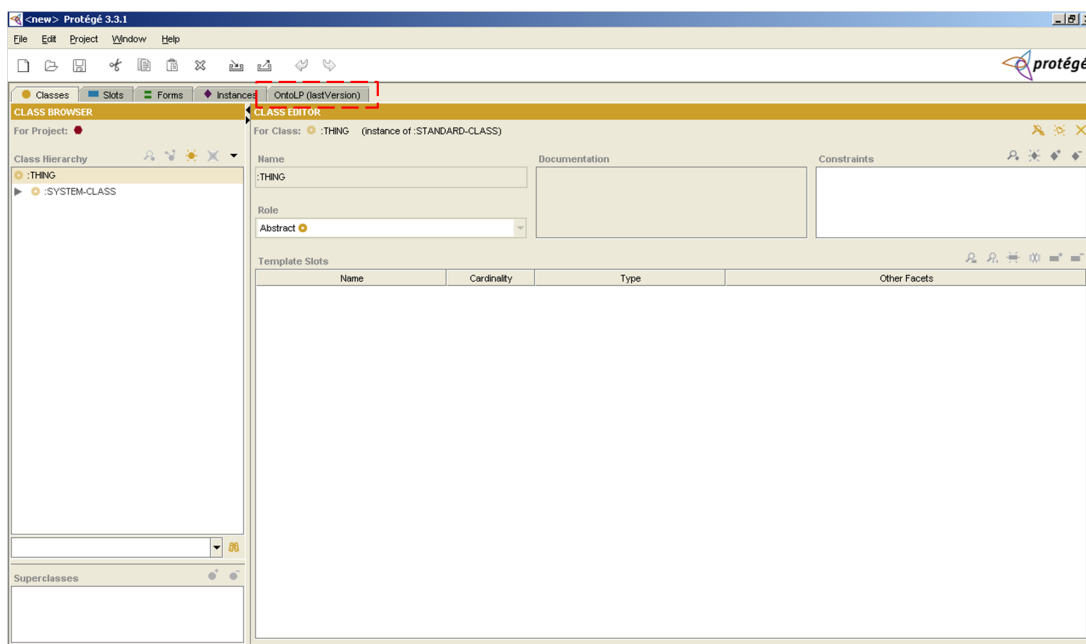 <new> Protégé 3.3.1
File Edit Project Window Help
protégé
Classes Slots Forms Instances OntoLP (lastVersion)
CLASS BROWSER
For Project:
Class Hierarchy
:THING
:SYSTEM-CLASS
Superclasses
CLASS EDITOR
For Class: :THING (instance of :STANDARD-CLASS)
Name Documentation Constraints
:THING
Role
Abstract
Template Slots
Name Cardinality Type Other Facets